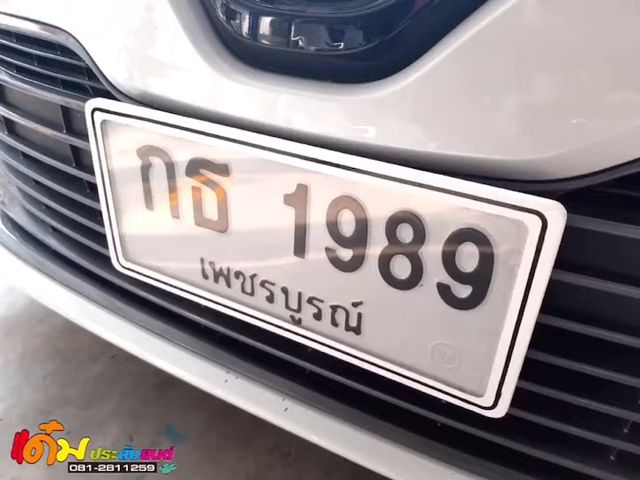 กธ 1989
เพชรบูรณ์
แต๋ม
ประดับยนต์
081-2811259